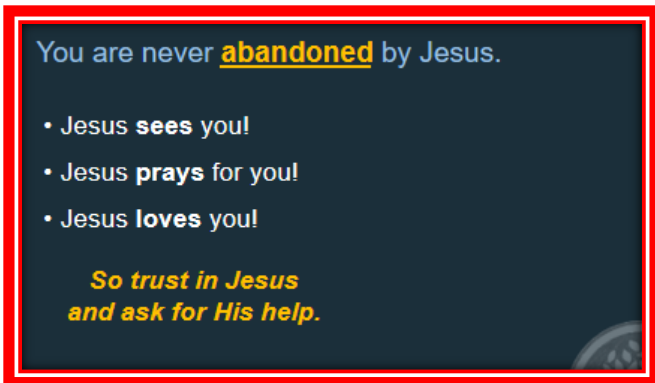 You are never abandoned by Jesus.
• Jesus sees you!
• Jesus prays for you!
• Jesus loves you!
So trust in Jesus
and ask for His help.